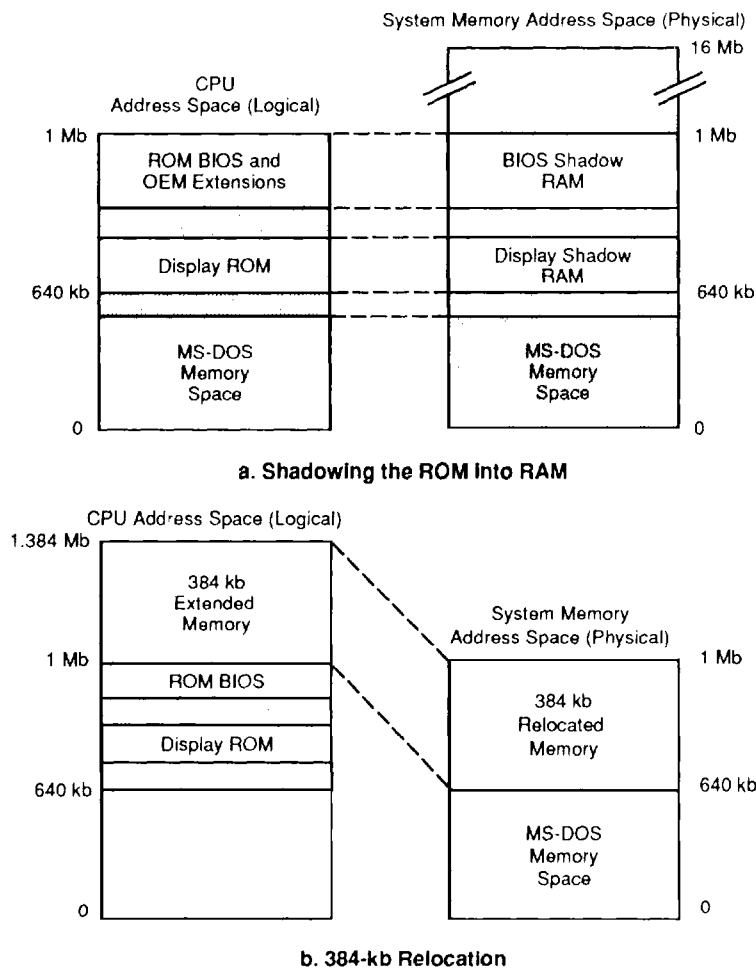 System Memory Address Space (Physical)
16 Mb
CPU
Address Space (Logical)
1 Mb
1 Mb
ROM BIOS and
OEM Extensions
BIOS Shadow
RAM
Display ROM
Display Shadow
RAM
640 kb
640 kb
MS-DOS
Memory
Space
MS-DOS
Memory
Space
0
0
a. Shadowing the ROM into RAM
CPU Address Space (Logical)
1.384 Mb
384 kb
Extended
Memory
System Memory
Address Space (Physical)
1 Mb
1 Mb
ROM BIOS
384 kb
Relocated
Memory
Display ROM
640 kb
640 kb
MS-DOS
Memory
Space
0
0
b. 384-kb Relocation